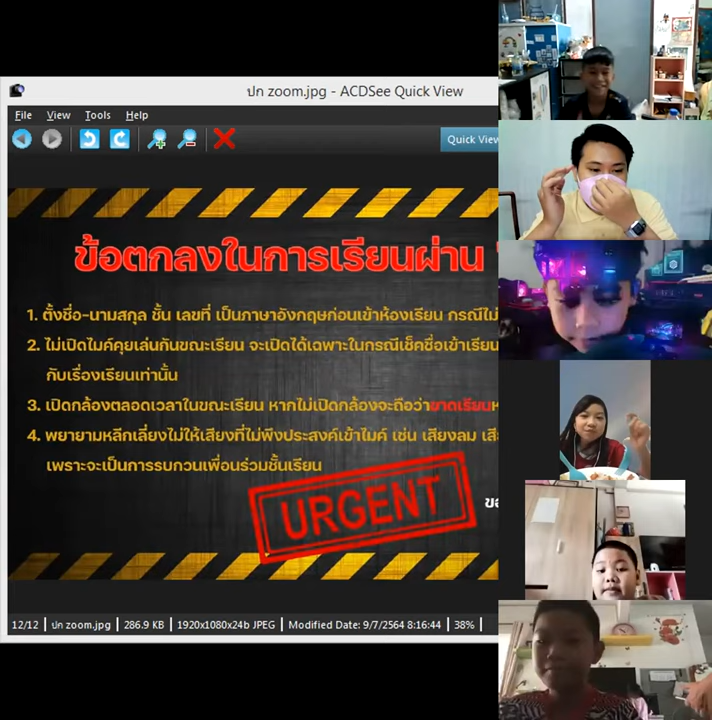 ปก zoom.jpg - ACDSee Quick View
File View Tools Help
Quick View
ข้อตกลงในการเรียนผ่าน
1. ตั้งชื่อ-นามสกุล ชั้น เลขที่ เป็นภาษาอังกฤษก่อนเข้าห้องเรียน กรณีไม่
2. ไม่เปิดไมค์คุยเล่นกันขณะเรียน จะเปิดได้เฉพาะในกรณีเช็คชื่อเข้าเรียน
กับเรื่องเรียนเท่านั้น
3. เปิดกล้องตลอดเวลาในขณะเรียน หากไม่เปิดกล้องจะถือว่าขาดเรียน
4. พยายามหลีกเลี่ยงไม่ให้เสียงที่ไม่พึงประสงค์เข้าไมค์ เช่น เสียงลม
เพราะจะเป็นการรบกวนเพื่อนร่วมชั้นเรียน
URGENT
12/12 ปก zoom.jpg 286.9 KB 1920x1080x24b JPEG Modified Date: 9/7/2564 8:16:44 38%